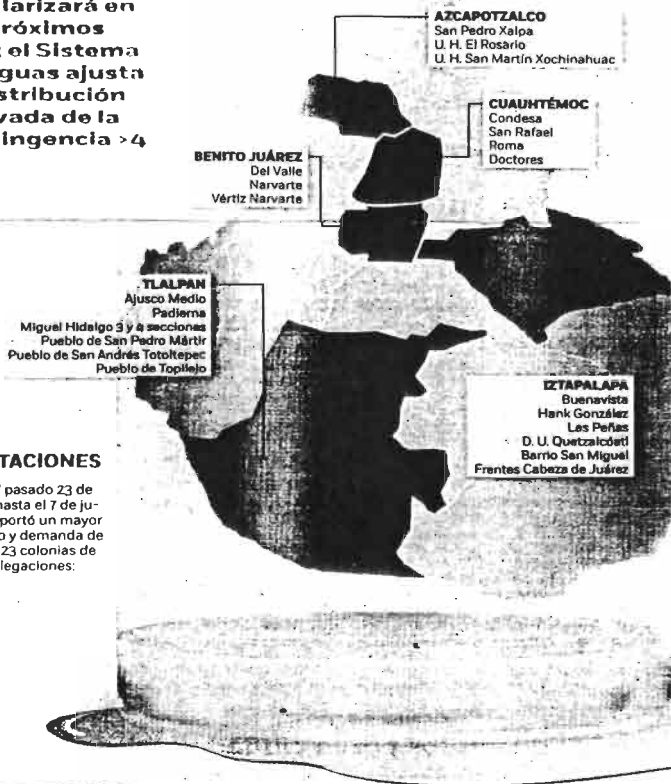 larizará en
róximos
; el Sistema
guas ajusta
stribución
vada de la
ingencia >4
AZCAPOTZALCO
San Pedro Xalpa
U. H. El Rosario
U. H. San Martín Xochinahuac
CUAUHTÉMOC
Condesa
San Rafael
Roma
Doctores
BENITO JUÁREZ
Del Valle
Narvarte
Vértiz Narvarte
TLALPAN
Ajusco Medio
Padierna
Miguel Hidalgo 3 y 4 secciones
Pueblo de San Pedro Mártir
Pueblo de San Andrés Totoltepec
Pueblo de Topilejo
IZTAPALAPA
Buenavista
Hank González
Las Peñas
D. U. Quetzalcóatl
Barrio San Miguel
Frentes Cabeza de Juárez
TACIONES
pasado 23 de
hasta el 7 de ju-
portó un mayor
o y demanda de
23 colonias de
legaciones: